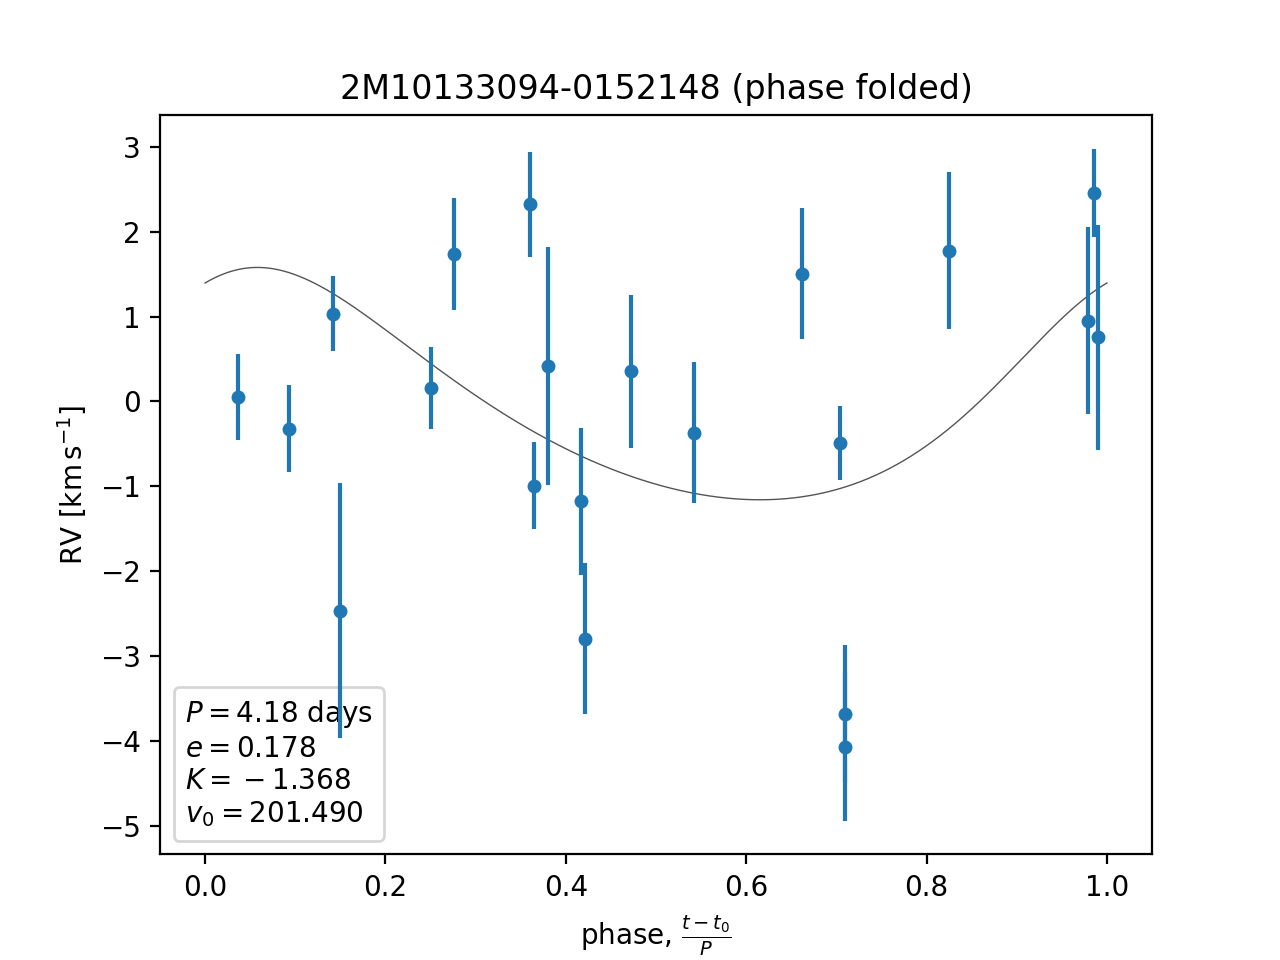 2M10133094-0152148 (phase folded)
3
2
1
0
−1
−2
−3
−4
−5
RV [km s⁻¹]
P = 4.18 days
e = 0.178
K = −1.368
v₀ = 201.490
0.0 0.2 0.4 0.6 0.8 1.0
phase, (t − t₀)/P